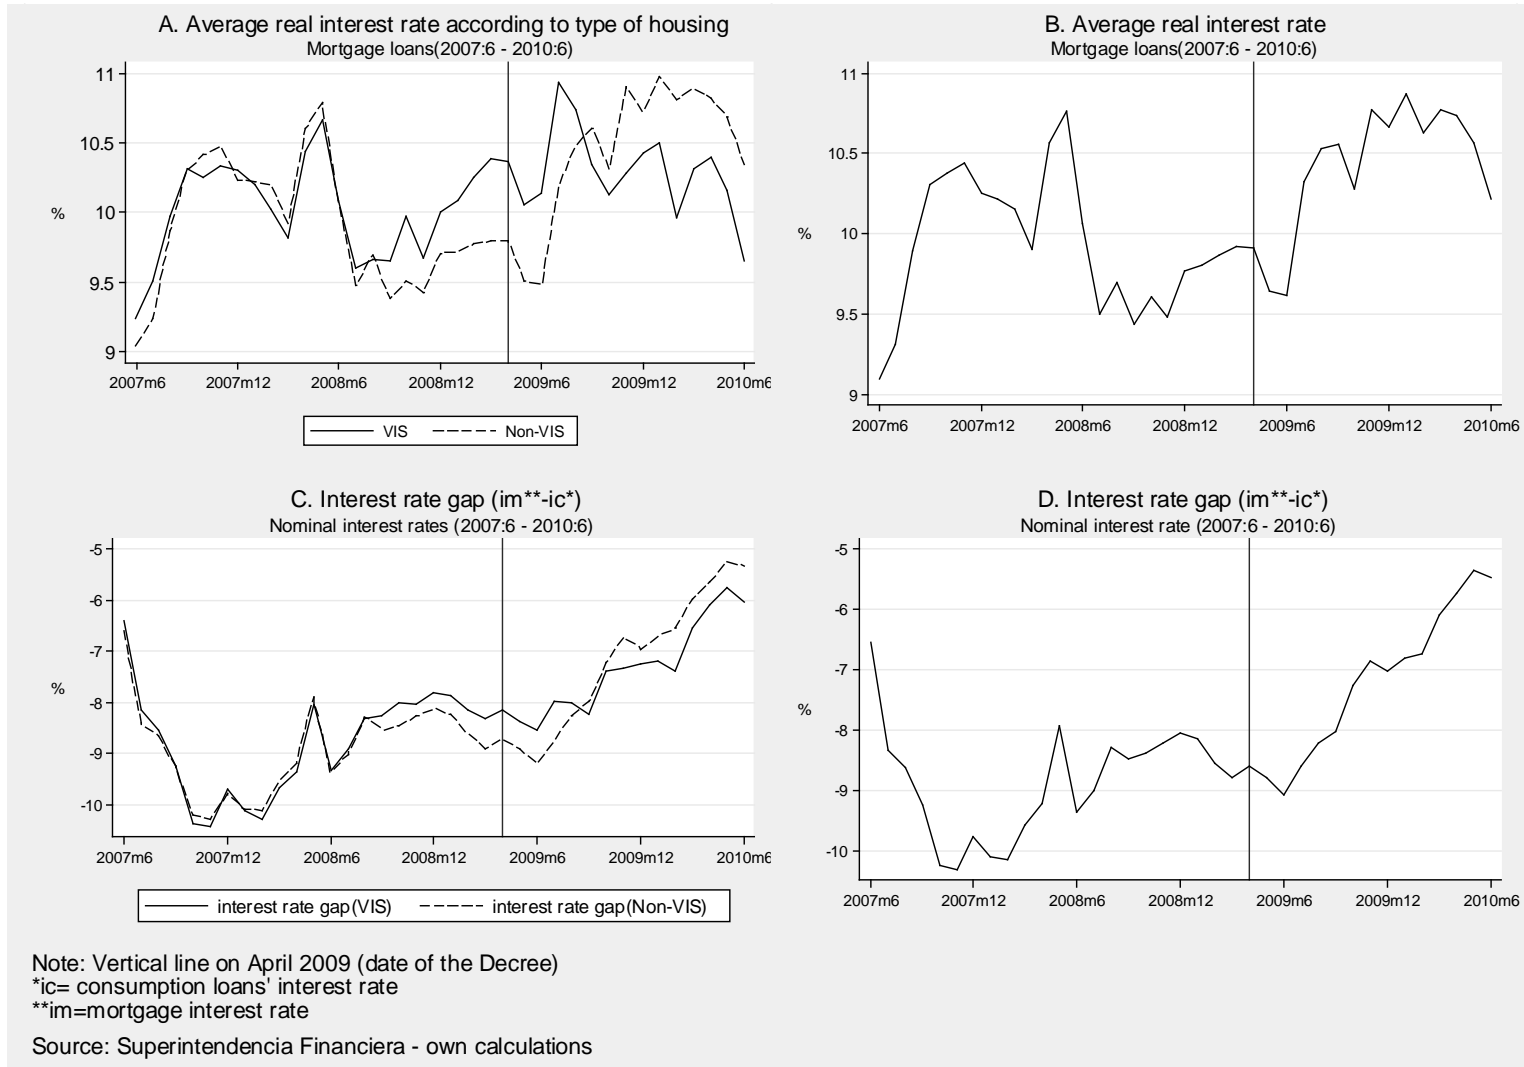 A. Average real interest rate according to type of housing
Mortgage loans(2007:6 - 2010:6)
11
10.5
10
9.5
9
%
2007m6 2007m12 2008m6 2008m12 2009m6 2009m12 2010m6
VIS Non-VIS
B. Average real interest rate
Mortgage loans(2007:6 - 2010:6)
11
10.5
10
9.5
9
%
2007m6 2007m12 2008m6 2008m12 2009m6 2009m12 2010m6
C. Interest rate gap (im**-ic*)
Nominal interest rates (2007:6 - 2010:6)
-5
-6
-7
-8
-9
-10
%
2007m6 2007m12 2008m6 2008m12 2009m6 2009m12 2010m6
interest rate gap(VIS) interest rate gap(Non-VIS)
D. Interest rate gap (im**-ic*)
Nominal interest rate (2007:6 - 2010:6)
-5
-6
-7
-8
-9
-10
%
2007m6 2007m12 2008m6 2008m12 2009m6 2009m12 2010m6
Note: Vertical line on April 2009 (date of the Decree)
*ic= consumption loans' interest rate
**im=mortgage interest rate
Source: Superintendencia Financiera - own calculations